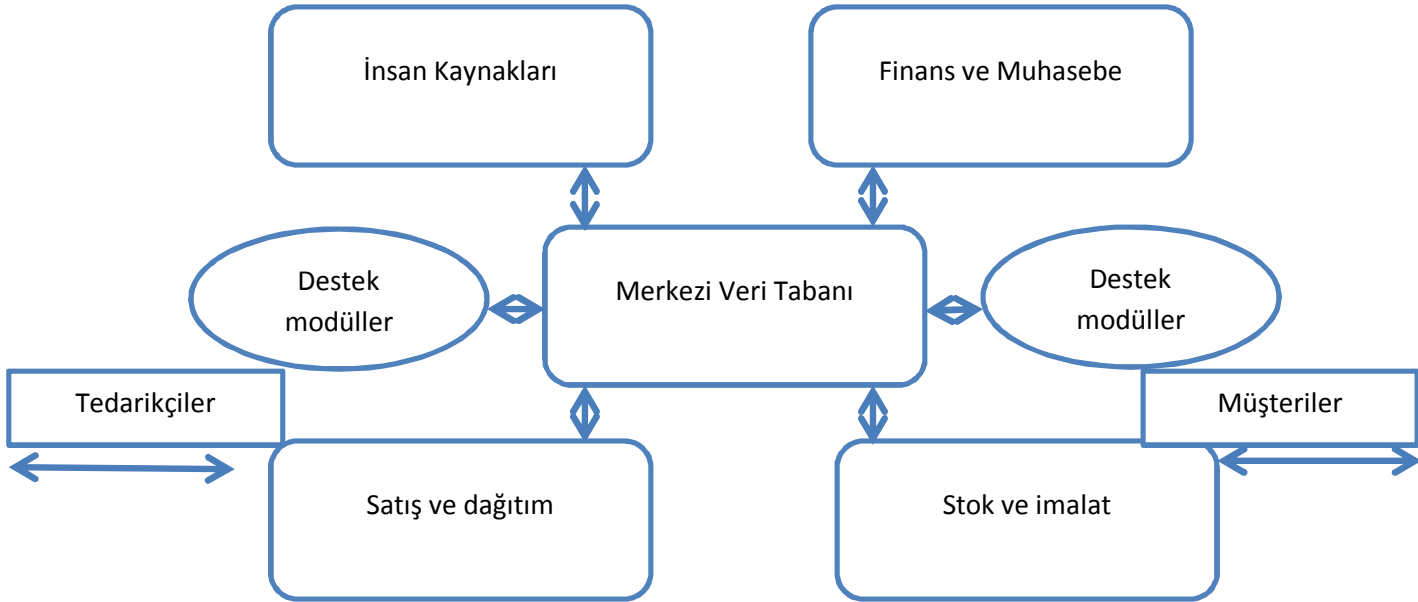 İnsan Kaynakları
Finans ve Muhasebe
Destek
modüller
Merkezi Veri Tabanı
Destek
modüller
Tedarikçiler
Müşteriler
Satış ve dağıtım
Stok ve imalat